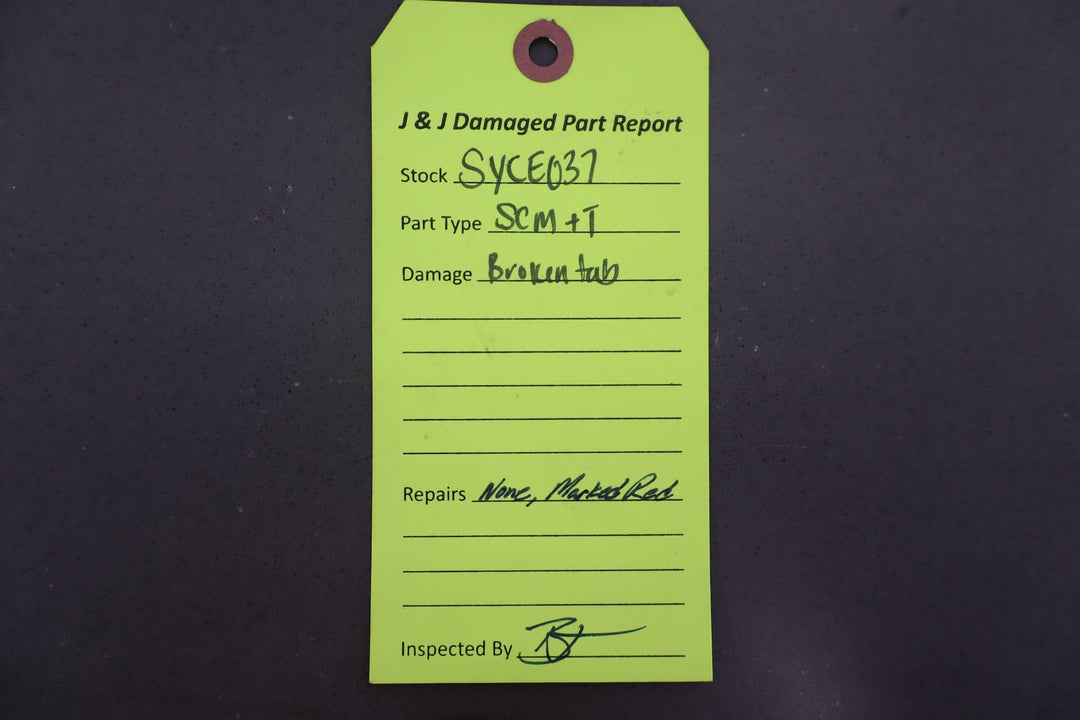 J & J Damaged Part Report
Stock SYCE037
Part Type SCM + T
Damage Broken tab
Repairs None, Marked Red
Inspected By